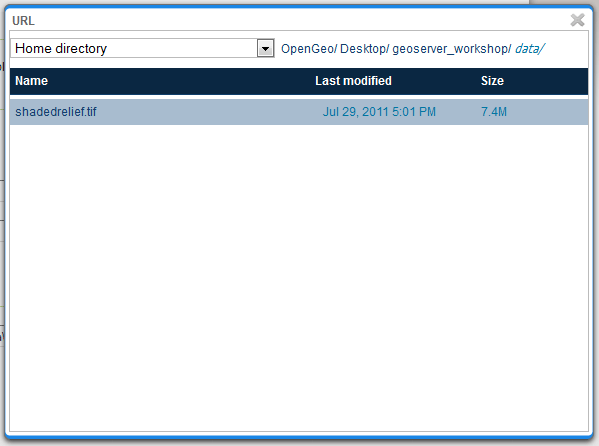 URL
Home directory OpenGeo/ Desktop/ geoserver_workshop/ data/
Name Last modified Size
shadedrelief.tif Jul 29, 2011 5:01 PM 7.4M